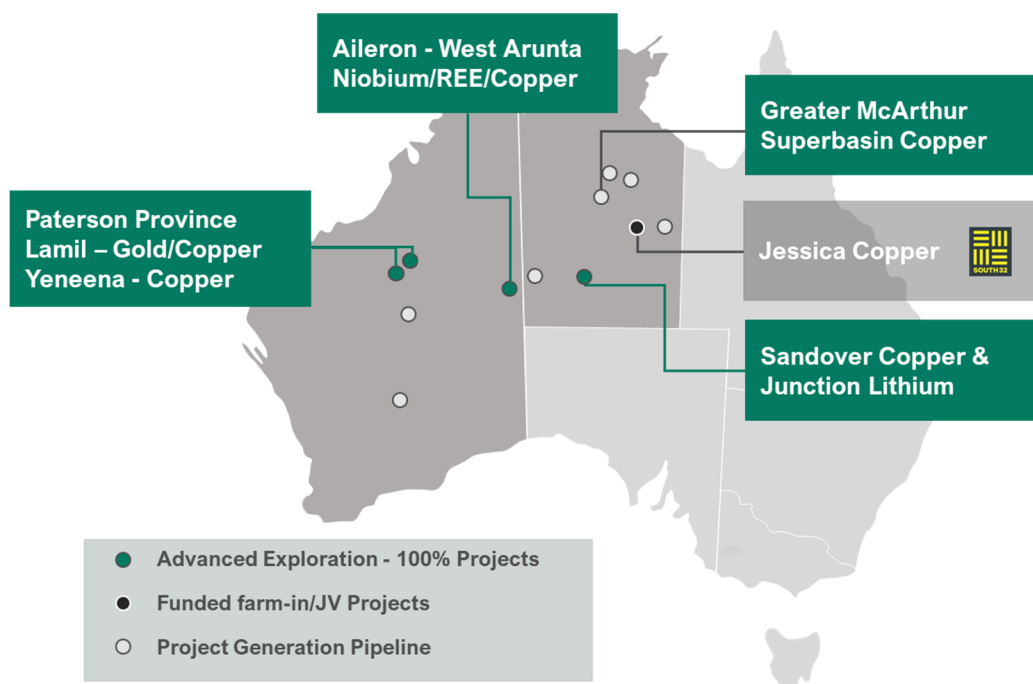 Aileron - West Arunta
Niobium/REE/Copper
Greater McArthur
Superbasin Copper
Paterson Province
Lamil – Gold/Copper
Yeneena - Copper
Jessica Copper
SOUTH32
Sandover Copper &
Junction Lithium
Advanced Exploration - 100% Projects
Funded farm-in/JV Projects
Project Generation Pipeline